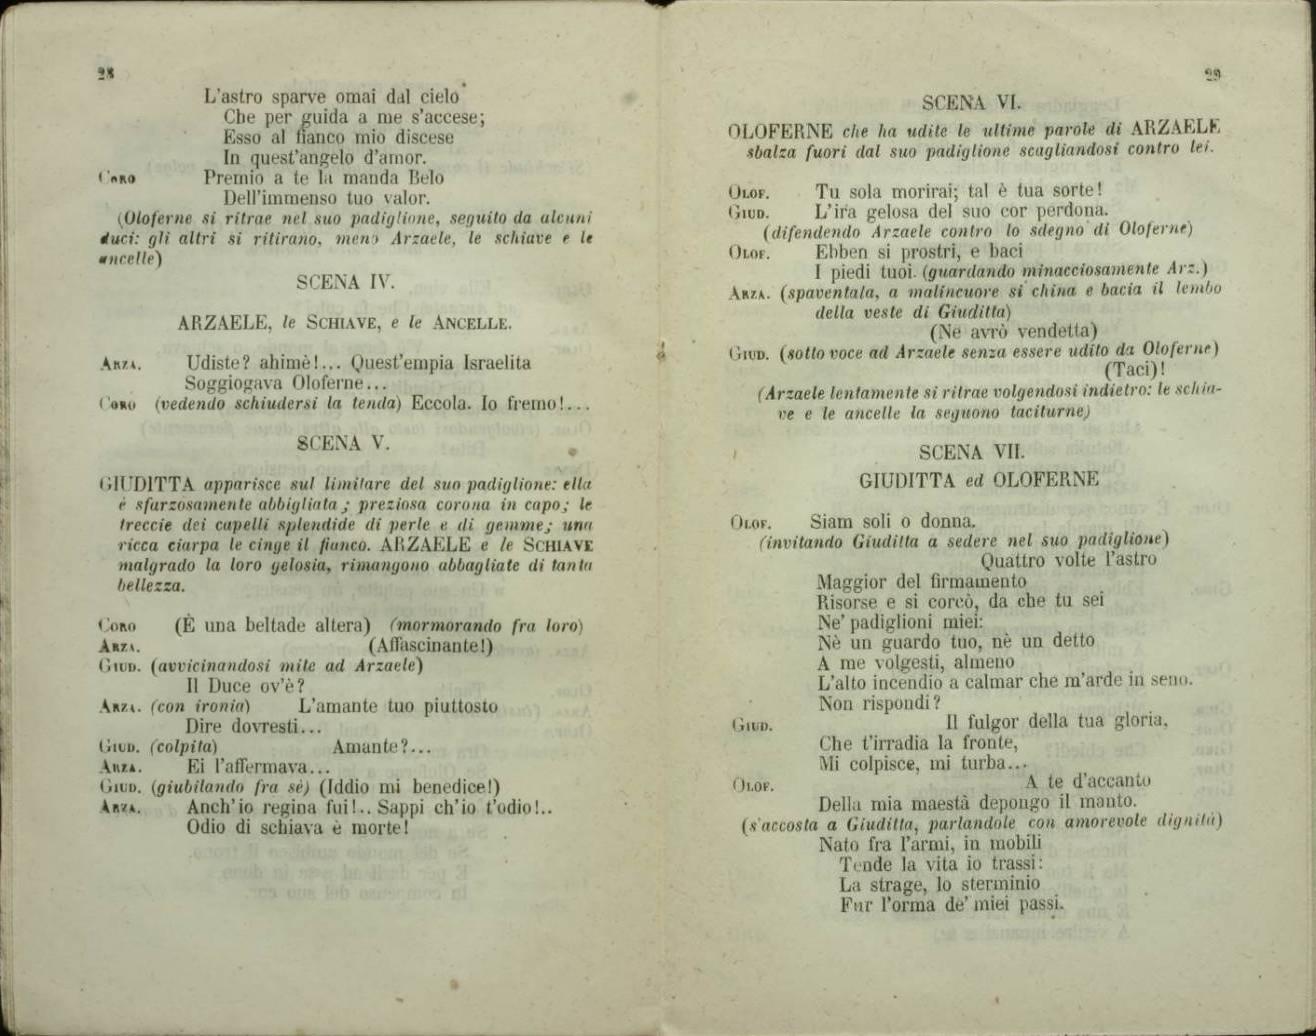 28
L'astro sparve omai dal cielo
Che per guida a me s'accese;
Esso al fianco mio discese
In quest'angelo d'amor.
CORO Premio a te la manda Belo
Dell'immenso tuo valor.
(Oloferne si ritrae nel suo padiglione, seguito da alcuni
duci: gli altri si ritirano, meno Arzaele, le schiave e le
ancelle)
SCENA IV.
ARZAELE, le SCHIAVE, e le ANCELLE.
ARZA. Udiste? ahimè!... Quest'empia Israelita
Soggiogava Oloferne...
CORO (vedendo schiudersi la tenda) Eccola. Io fremo!...
SCENA V.
GIUDITTA apparisce sul limitare del suo padiglione: ella
è sfarzosamente abbigliata; preziosa corona in capo; le
treccie dei capelli splendide di perle e di gemme; una
ricca ciarpa le cinge il fianco. ARZAELE e le SCHIAVE
malgrado la loro gelosia, rimangono abbagliate di tanta
bellezza.
CORO (È una beltade altera) (mormorando fra loro)
ARZA. (Affascinante!)
GIUD. (avvicinandosi mite ad Arzaele)
Il Duce ov'è?
ARZA. (con ironia) L'amante tuo piuttosto
Dire dovresti...
GIUD. (colpita) Amante?...
ARZA. Ei l'affermava...
GIUD. (giubilando fra sè) (Iddio mi benedice!)
ARZA. Anch'io regina fui!.. Sappi ch'io t'odio!..
Odio di schiava è morte!
29
SCENA VI.
OLOFERNE che ha udite le ultime parole di ARZAELE
sbalza fuori dal suo padiglione scagliandosi contro lei.
OLOF. Tu sola morirai; tal è tua sorte!
GIUD. L'ira gelosa del suo cor perdona.
(difendendo Arzaele contro lo sdegno di Oloferne)
OLOF. Ebben si prostri, e baci
I piedi tuoi. (guardando minacciosamente Arz.)
ARZA. (spaventata, a malincuore si china e bacia il lembo
della veste di Giuditta)
(Ne avrò vendetta)
GIUD. (sotto voce ad Arzaele senza essere udito da Oloferne)
(Taci)!
(Arzaele lentamente si ritrae volgendosi indietro: le schia-
ve e le ancelle la seguono taciturne)
SCENA VII.
GIUDITTA ed OLOFERNE
OLOF. Siam soli o donna.
(invitando Giuditta a sedere nel suo padiglione)
Quattro volte l'astro
Maggior del firmamento
Risorse e si corcò, da che tu sei
Ne' padiglioni miei:
Nè un guardo tuo, nè un detto
A me volgesti, almeno
L'alto incendio a calmar che m'arde in seno.
Non rispondi?
GIUD. Il fulgor della tua gloria,
Che t'irradia la fronte,
Mi colpisce, mi turba...
OLOF. A te d'accanto
Della mia maestà depongo il manto.
(s'accosta a Giuditta, parlandole con amorevole dignità)
Nato fra l'armi, in mobili
Tende la vita io trassi:
La strage, lo sterminio
Fur l'orma de' miei passi.